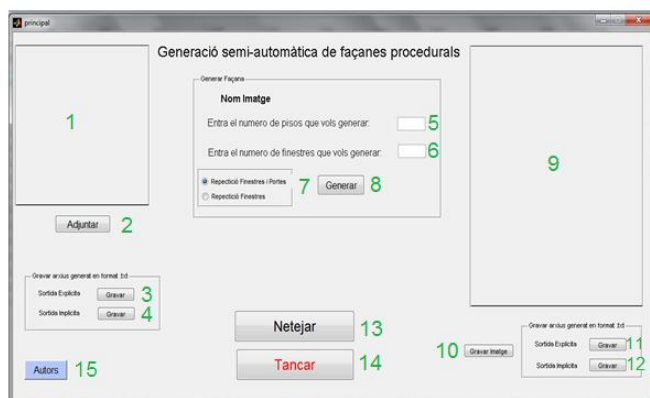 principal
Generació semi-automàtica de façanes procedurals
1
Adjuntar 2
Generar Façana
Nom Imatge
Entra el numero de pisos que vols generar: 5
Entra el numero de finestres que vols generar: 6
Repectició Finestres i Portes
Repectició Finestres
7
Generar 8
9
Gravar arxius generat en format .txt
Sortida Explícita Gravar 3
Sortida Implícita Gravar 4
Netejar 13
Tancar 14
Autors 15
10 Gravar Imatge
Gravar arxius generat en format .txt
Sortida Explícita Gravar 11
Sortida Implícita Gravar 12